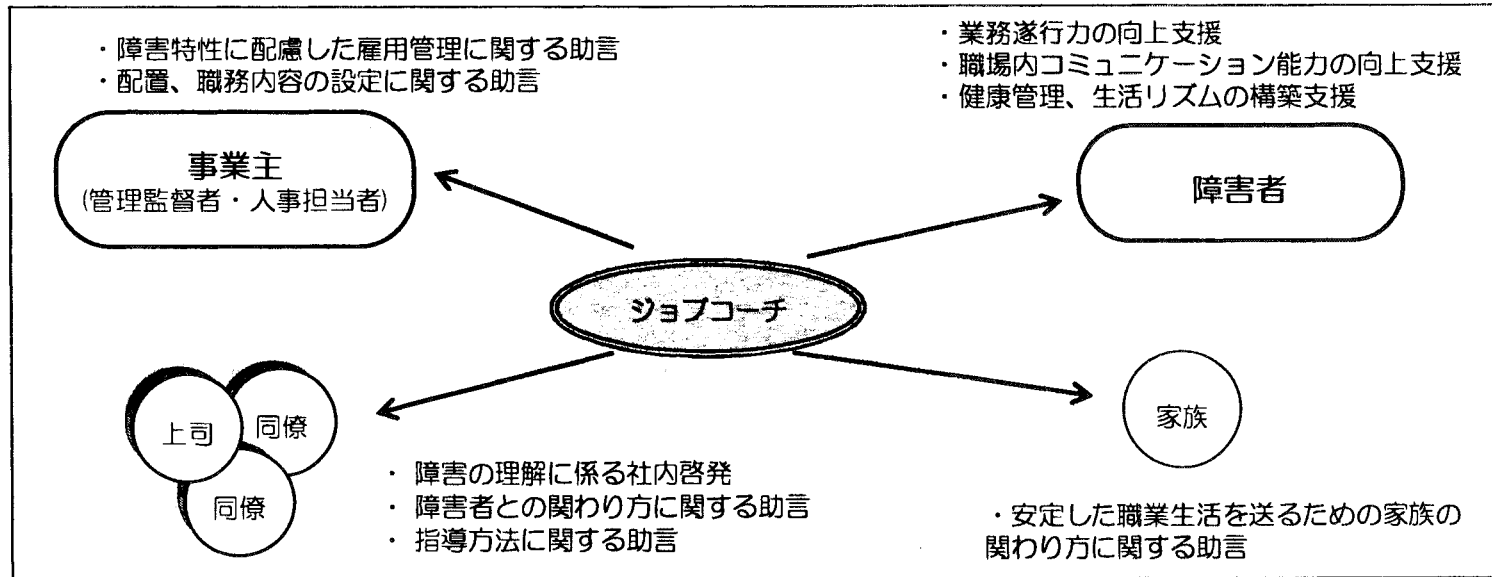 ・障害特性に配慮した雇用管理に関する助言
・配置、職務内容の設定に関する助言
事業主
(管理監督者・人事担当者)
・業務遂行力の向上支援
・職場内コミュニケーション能力の向上支援
・健康管理、生活リズムの構築支援
障害者
ジョブコーチ
上司
同僚
同僚
・障害の理解に係る社内啓発
・障害者との関わり方に関する助言
・指導方法に関する助言
家族
・安定した職業生活を送るための家族の
関わり方に関する助言